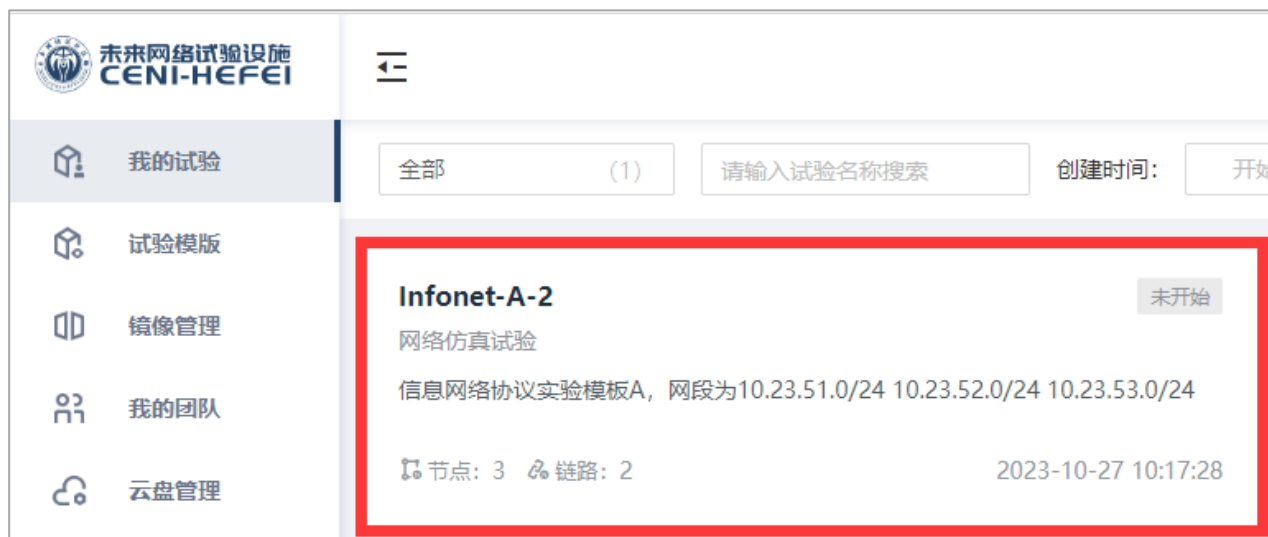 未来网络试验设施
CENI-HEFEI
我的试验
试验模版
镜像管理
我的团队
云盘管理
全部 (1) 请输入试验名称搜索 创建时间: 开始
Infonet-A-2 未开始
网络仿真试验
信息网络协议实验模板A，网段为10.23.51.0/24 10.23.52.0/24 10.23.53.0/24
节点: 3 链路: 2 2023-10-27 10:17:28